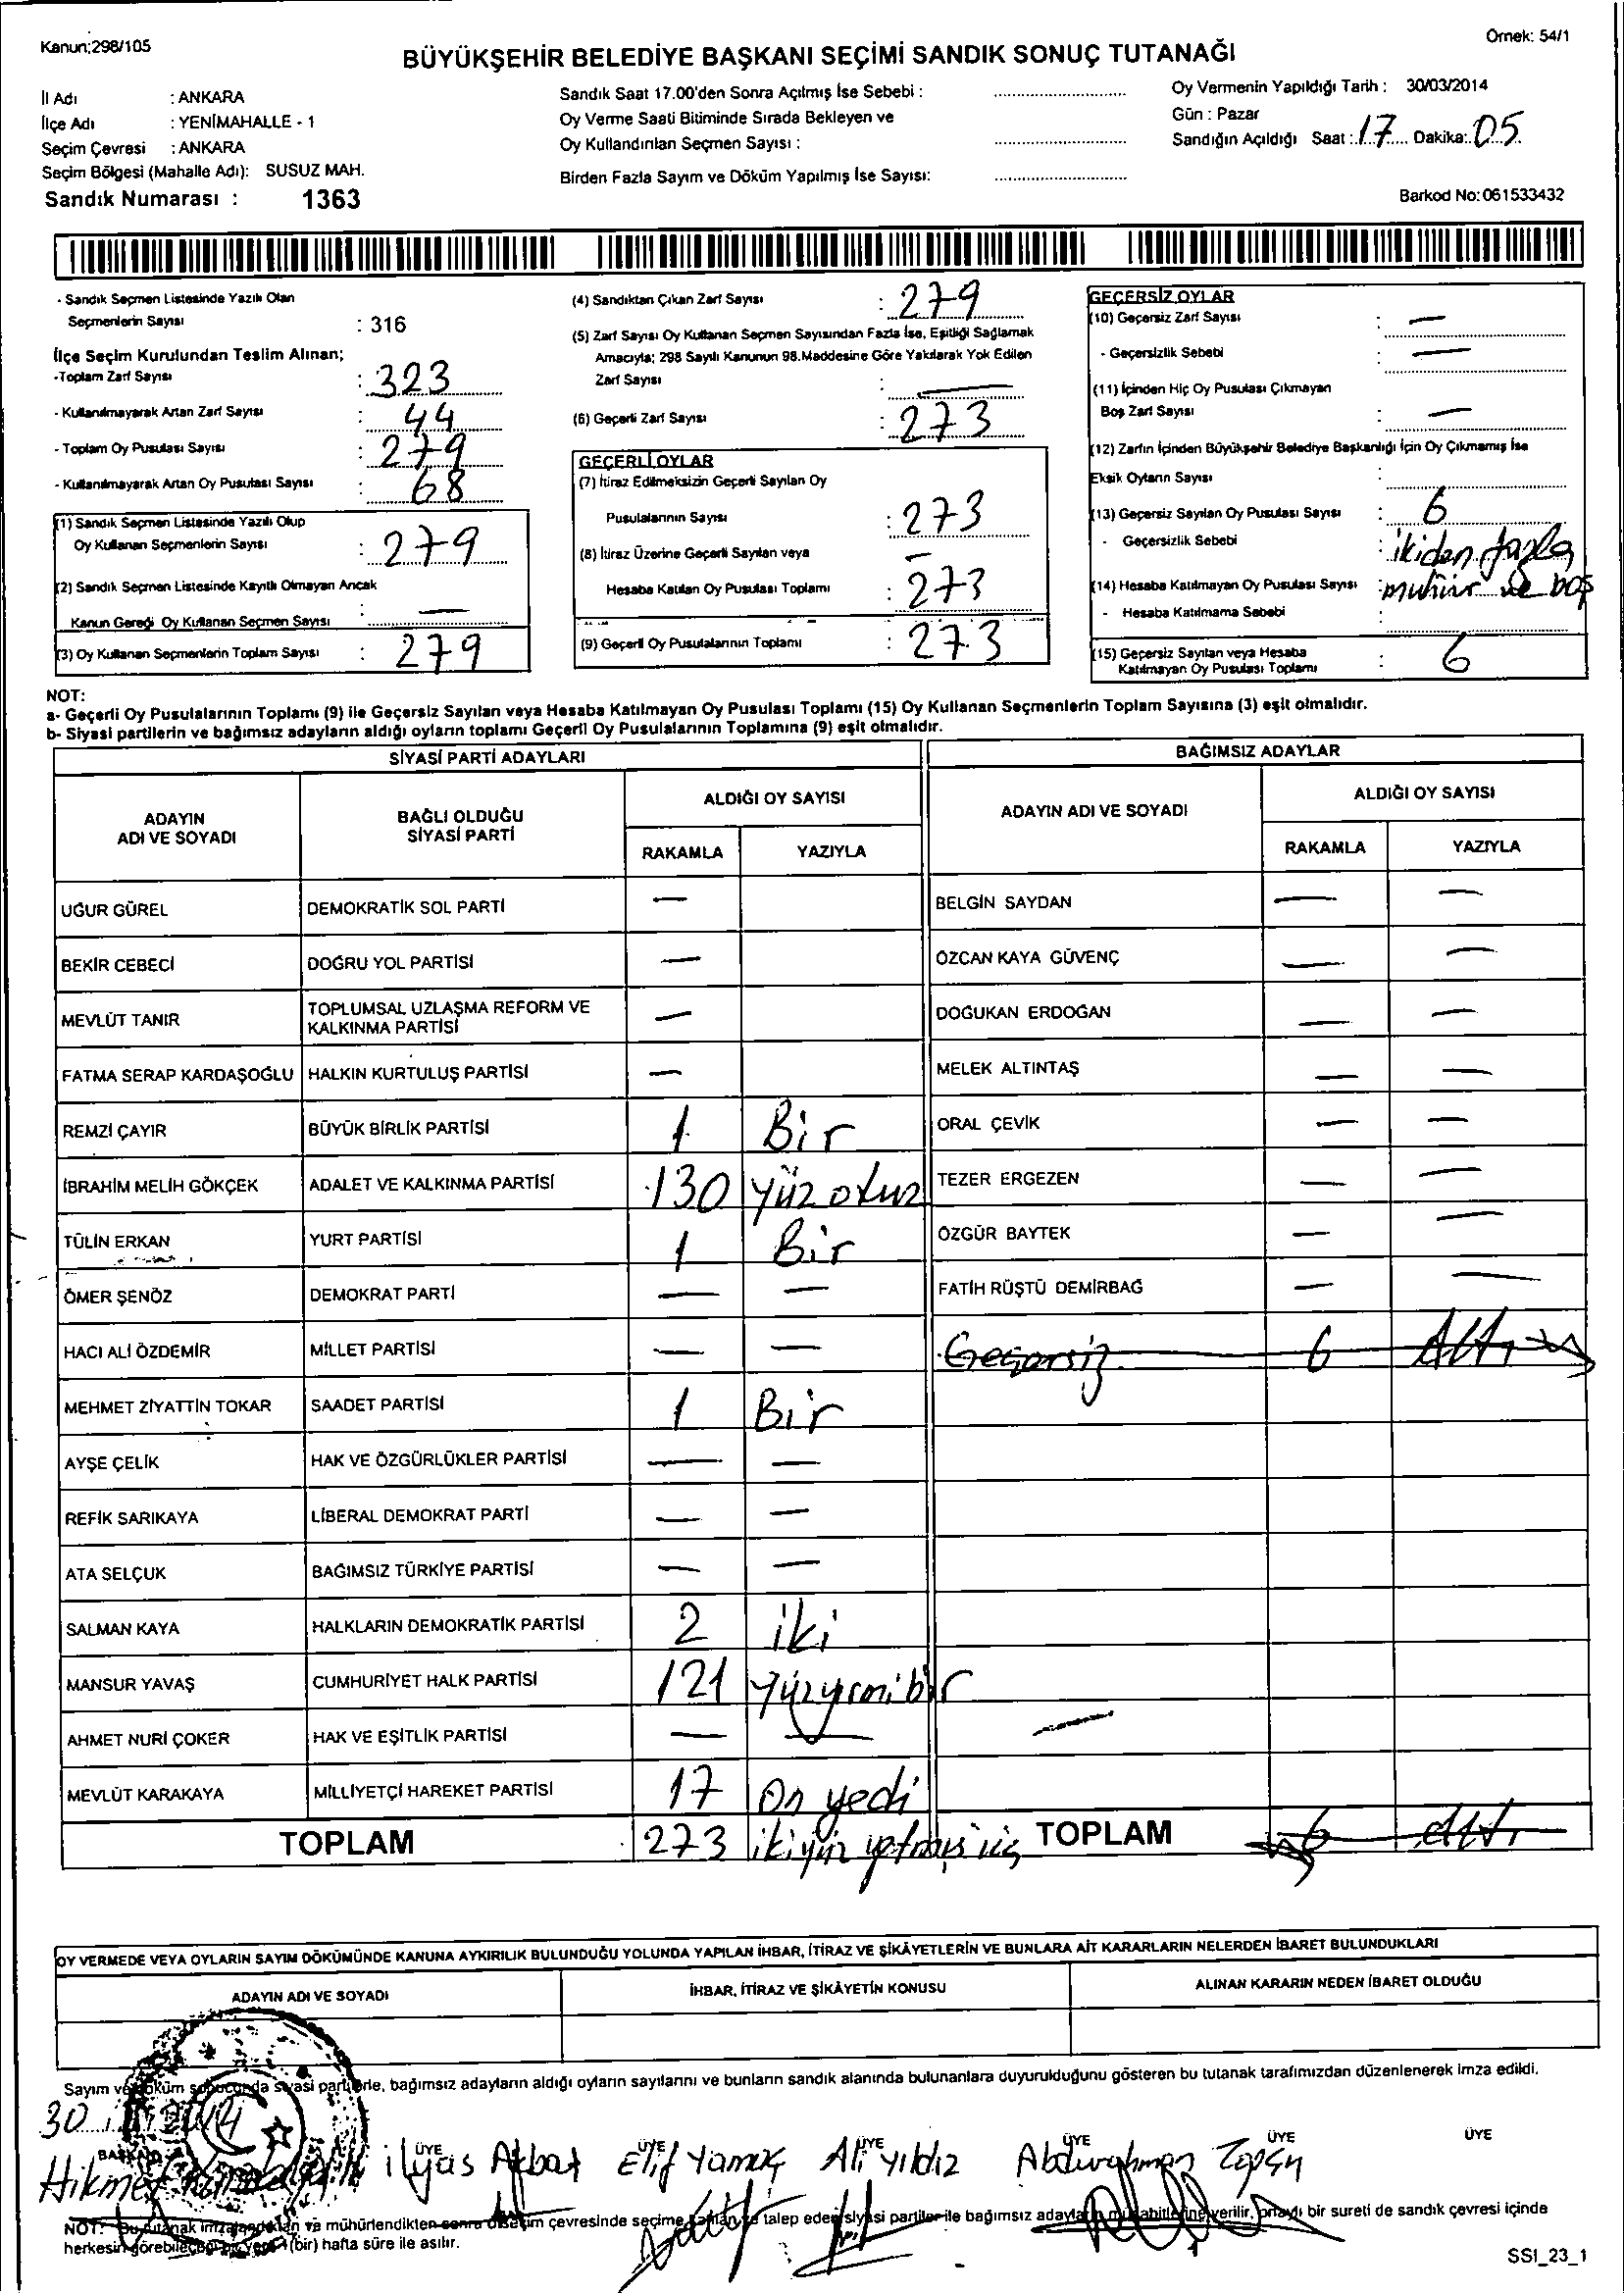 Kanun:298/105
Örnek: 54/1
BÜYÜKŞEHİR BELEDİYE BAŞKANI SEÇİMİ SANDIK SONUÇ TUTANAĞI
İl Adı : ANKARA
İlçe Adı : YENİMAHALLE - 1
Seçim Çevresi : ANKARA
Seçim Bölgesi (Mahalle Adı): SUSUZ MAH.
Sandık Numarası : 1363
Sandık Saat 17.00'den Sonra Açılmış İse Sebebi :
Oy Verme Saati Bitiminde Sırada Bekleyen ve
Oy Kullandırılan Seçmen Sayısı :
Birden Fazla Sayım ve Döküm Yapılmış İse Sayısı:
Oy Vermenin Yapıldığı Tarih : 30/03/2014
Gün : Pazar
Sandığın Açıldığı Saat : 17 Dakika: 05
Barkod No: 061533432
- Sandık Seçmen Listesinde Yazılı Olan
Seçmenlerin Sayısı : 316
İlçe Seçim Kurulundan Teslim Alınan;
-Toplam Zarf Sayısı : 323
- Kullanılmayarak Artan Zarf Sayısı : 44
- Toplam Oy Pusulası Sayısı : 279
- Kullanılmayarak Artan Oy Pusulası Sayısı : 68
(1) Sandık Seçmen Listesinde Yazılı Olup
Oy Kullanan Seçmenlerin Sayısı : 279
(2) Sandık Seçmen Listesinde Kayıtlı Olmayan Ancak
Kanun Gereği Oy Kullanan Seçmen Sayısı : —
(3) Oy Kullanan Seçmenlerin Toplam Sayısı : 279
(4) Sandıktan Çıkan Zarf Sayısı : 279
(5) Zarf Sayısı Oy Kullanan Seçmen Sayısından Fazla İse, Eşitliği Sağlamak
Amacıyla; 298 Sayılı Kanunun 98.Maddesine Göre Yakılarak Yok Edilen
Zarf Sayısı : —
(6) Geçerli Zarf Sayısı : 273
GEÇERLİ OYLAR
(7) İtiraz Edilmeksizin Geçerli Sayılan Oy
Pusulalarının Sayısı : 273
(8) İtiraz Üzerine Geçerli Sayılan veya —
Hesaba Katılan Oy Pusulası Toplamı : 273
(9) Geçerli Oy Pusulalarının Toplamı : 273
GEÇERSİZ OYLAR
(10) Geçersiz Zarf Sayısı : —
- Geçersizlik Sebebi : —
(11) İçinden Hiç Oy Pusulası Çıkmayan
Boş Zarf Sayısı : —
(12) Zarfın İçinden Büyükşehir Belediye Başkanlığı İçin Oy Çıkmamış İse
Eksik Oyların Sayısı :
(13) Geçersiz Sayılan Oy Pusulası Sayısı : 6
- Geçersizlik Sebebi : ikiden fazla
(14) Hesaba Katılmayan Oy Pusulası Sayısı : mühür ve boş
- Hesaba Katılmama Sebebi :
(15) Geçersiz Sayılan veya Hesaba
Katılmayan Oy Pusulası Toplamı : 6
NOT:
a- Geçerli Oy Pusulalarının Toplamı (9) ile Geçersiz Sayılan veya Hesaba Katılmayan Oy Pusulası Toplamı (15) Oy Kullanan Seçmenlerin Toplam Sayısına (3) eşit olmalıdır.
b- Siyasi partilerin ve bağımsız adayların aldığı oyların toplamı Geçerli Oy Pusulalarının Toplamına (9) eşit olmalıdır.
SİYASİ PARTİ ADAYLARI
ADAYIN
ADI VE SOYADI
BAĞLI OLDUĞU
SİYASİ PARTİ
ALDIĞI OY SAYISI
RAKAMLA YAZIYLA
UĞUR GÜREL DEMOKRATİK SOL PARTİ —
BEKİR CEBECİ DOĞRU YOL PARTİSİ —
MEVLÜT TANIR TOPLUMSAL UZLAŞMA REFORM VE
KALKINMA PARTİSİ —
FATMA SERAP KARDAŞOĞLU HALKIN KURTULUŞ PARTİSİ —
REMZİ ÇAYIR BÜYÜK BİRLİK PARTİSİ 1 Bir
İBRAHİM MELİH GÖKÇEK ADALET VE KALKINMA PARTİSİ 130 yüz otuz
TÜLİN ERKAN YURT PARTİSİ 1 Bir
ÖMER ŞENÖZ DEMOKRAT PARTİ — —
HACI ALİ ÖZDEMİR MİLLET PARTİSİ — —
MEHMET ZİYATTİN TOKAR SAADET PARTİSİ 1 Bir
AYŞE ÇELİK HAK VE ÖZGÜRLÜKLER PARTİSİ — —
REFİK SARIKAYA LİBERAL DEMOKRAT PARTİ — —
ATA SELÇUK BAĞIMSIZ TÜRKİYE PARTİSİ — —
SALMAN KAYA HALKLARIN DEMOKRATİK PARTİSİ 2 iki
MANSUR YAVAŞ CUMHURİYET HALK PARTİSİ 121 Yüzyirmibir
AHMET NURİ ÇOKER HAK VE EŞİTLİK PARTİSİ — —
MEVLÜT KARAKAYA MİLLİYETÇİ HAREKET PARTİSİ 17 On yedi
TOPLAM 273 ikiyüz yetmiş üç
BAĞIMSIZ ADAYLAR
ADAYIN ADI VE SOYADI
ALDIĞI OY SAYISI
RAKAMLA YAZIYLA
BELGİN SAYDAN — —
ÖZCAN KAYA GÜVENÇ — —
DOĞUKAN ERDOĞAN — —
MELEK ALTINTAŞ — —
ORAL ÇEVİK — —
TEZER ERGEZEN — —
ÖZGÜR BAYTEK — —
FATİH RÜŞTÜ DEMİRBAĞ — —
Geçersiz 6 Altı
TOPLAM 6 Altı
OY VERMEDE VEYA OYLARIN SAYIM DÖKÜMÜNDE KANUNA AYKIRILIK BULUNDUĞU YOLUNDA YAPILAN İHBAR, İTİRAZ VE ŞİKÂYETLERİN VE BUNLARA AİT KARARLARIN NELERDEN İBARET BULUNDUKLARI
ADAYIN ADI VE SOYADI
İHBAR, İTİRAZ VE ŞİKÂYETİN KONUSU
ALINAN KARARIN NEDEN İBARET OLDUĞU
Sayım ve döküm sonucunda siyasi partilerle, bağımsız adayların aldığı oyların sayılarını ve bunların sandık alanında bulunanlara duyurulduğunu gösteren bu tutanak tarafımızdan düzenlenerek imza edildi.
30 2014
BAŞKAN ÜYE ÜYE ÜYE ÜYE ÜYE ÜYE
Hikmet ilyas Akbaş Elif Yamaç Ali Yıldız Abdurrahman Topçu
NOT: Bu tutanak imzalandıktan ve mühürlendikten sonra o seçim çevresinde seçime katılan ve talep eden siyasi partiler ile bağımsız adayların müşahitlerine verilir, onaylı bir sureti de sandık çevresi içinde
herkesin görebileceği bir yere 1 (bir) hafta süre ile asılır.
SSI_23_1